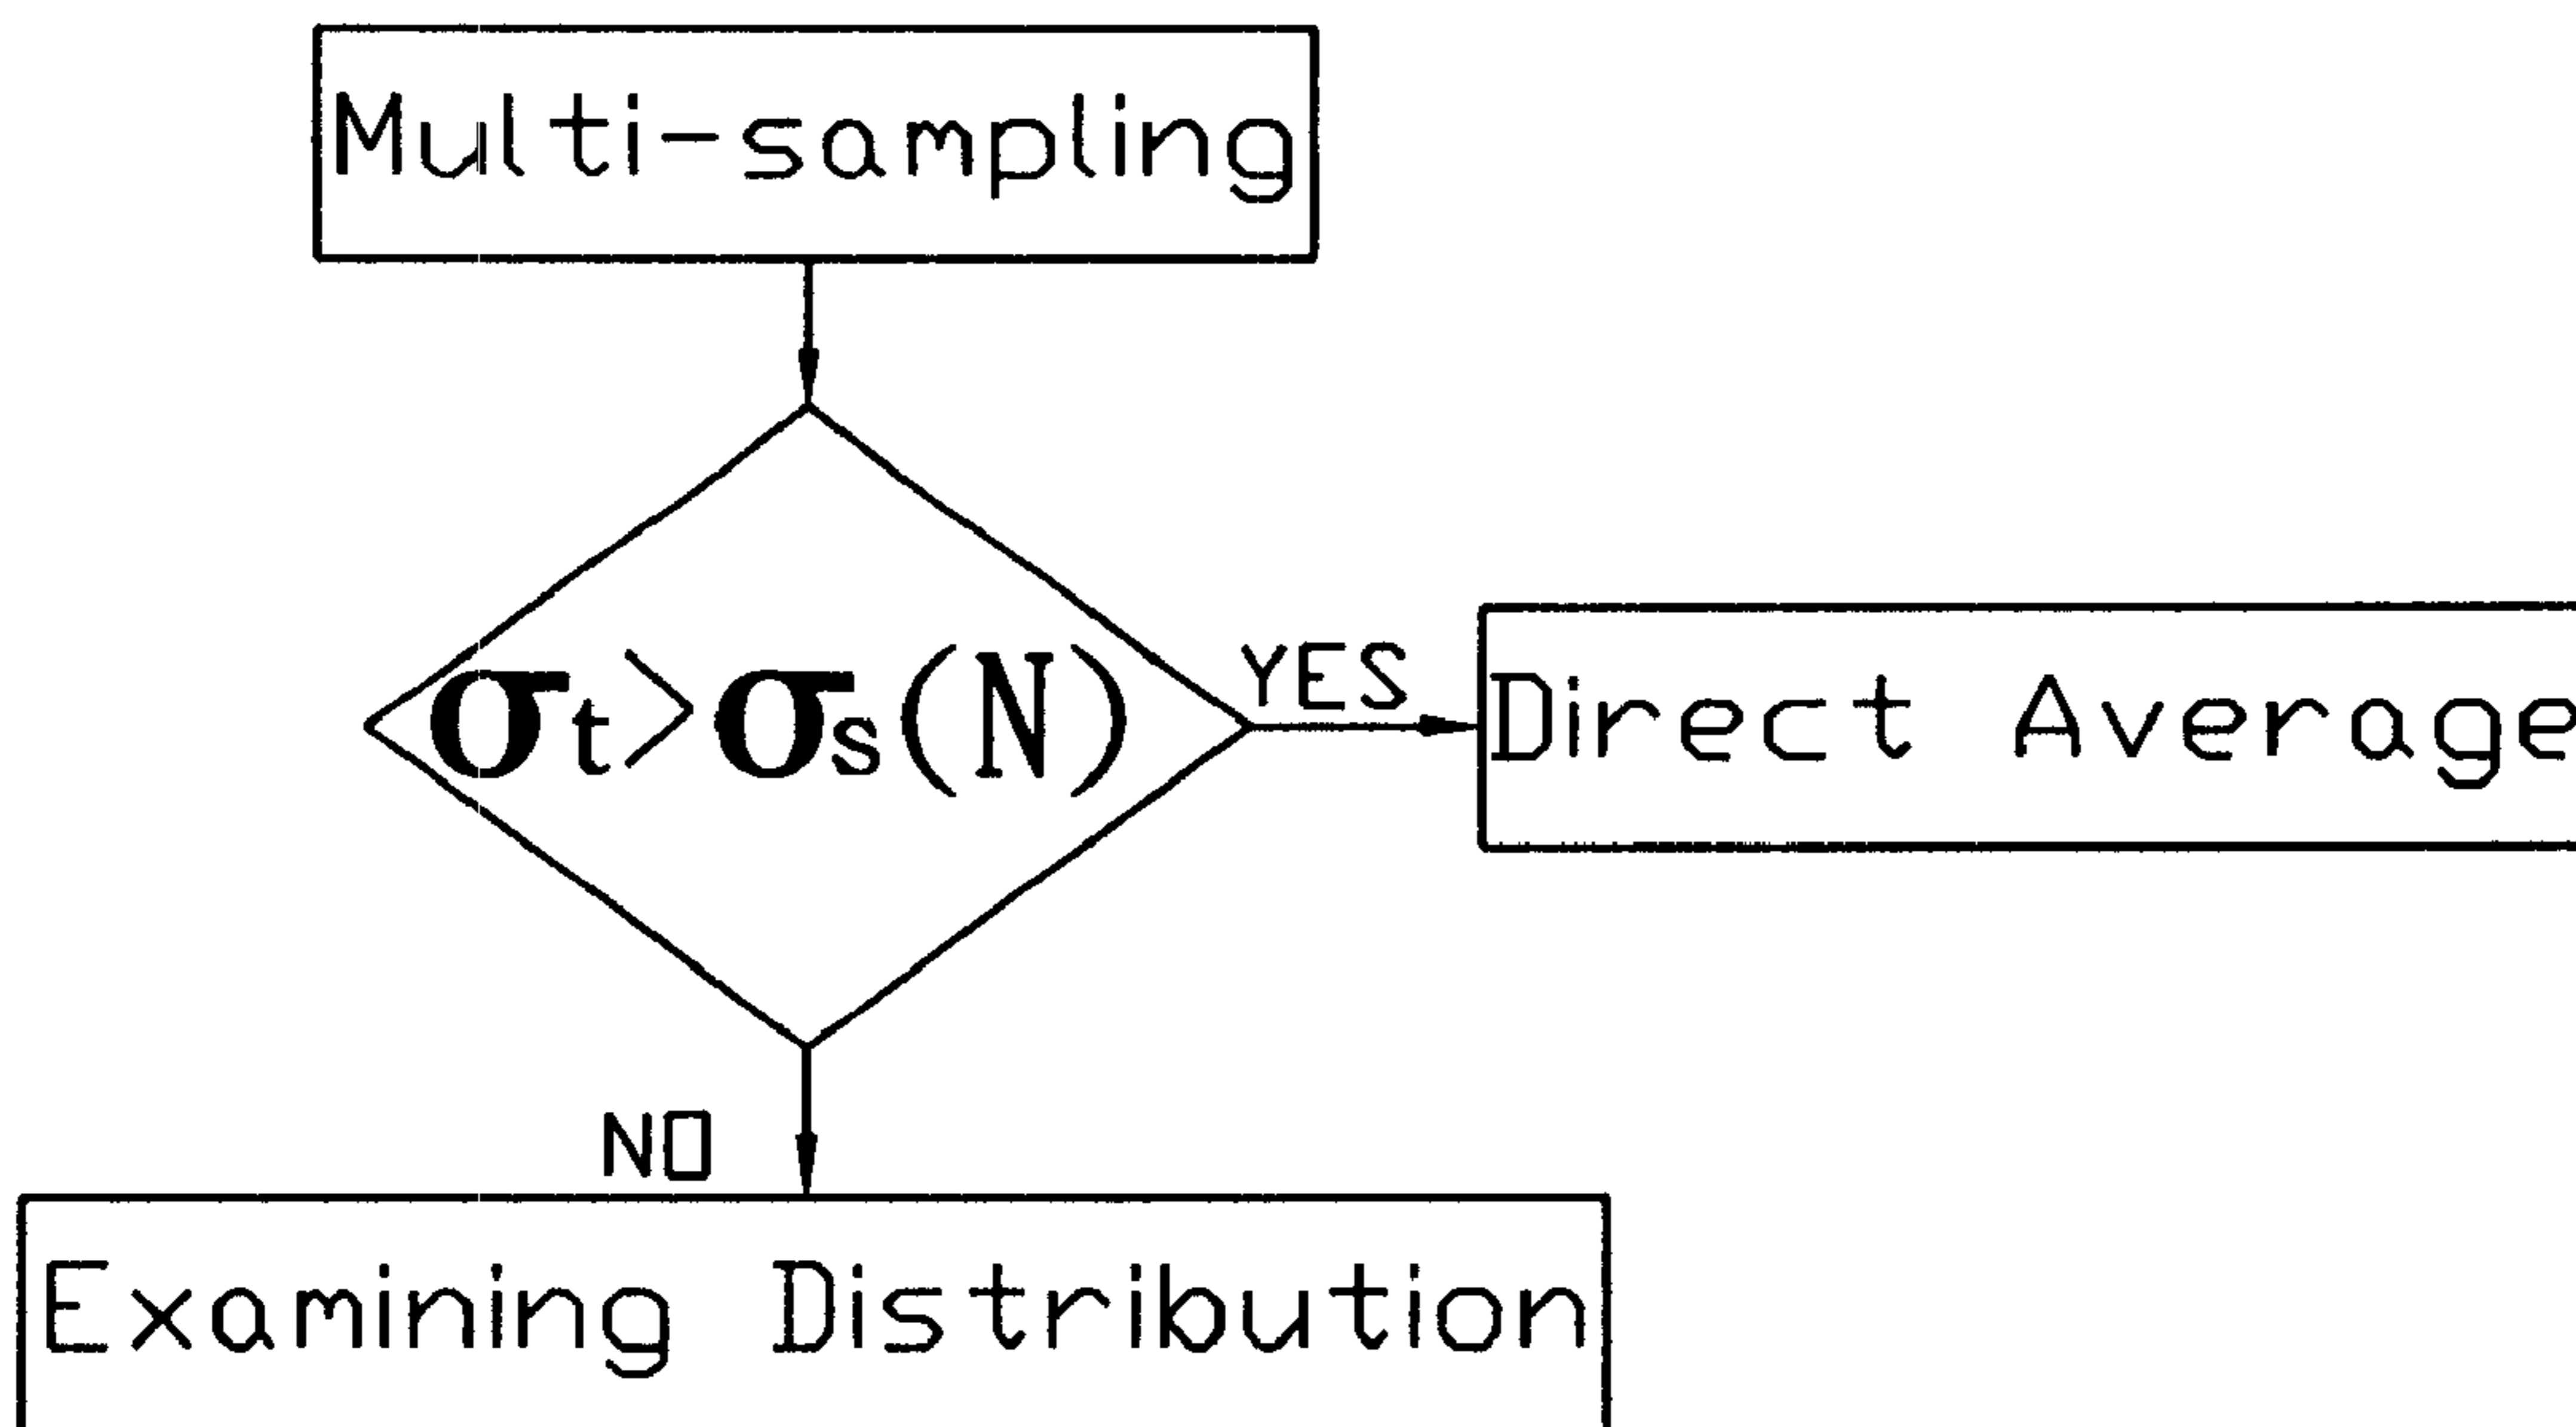 Multi-sampling
σt>σs(N)
YES
Direct Average
NO
Examining Distribution